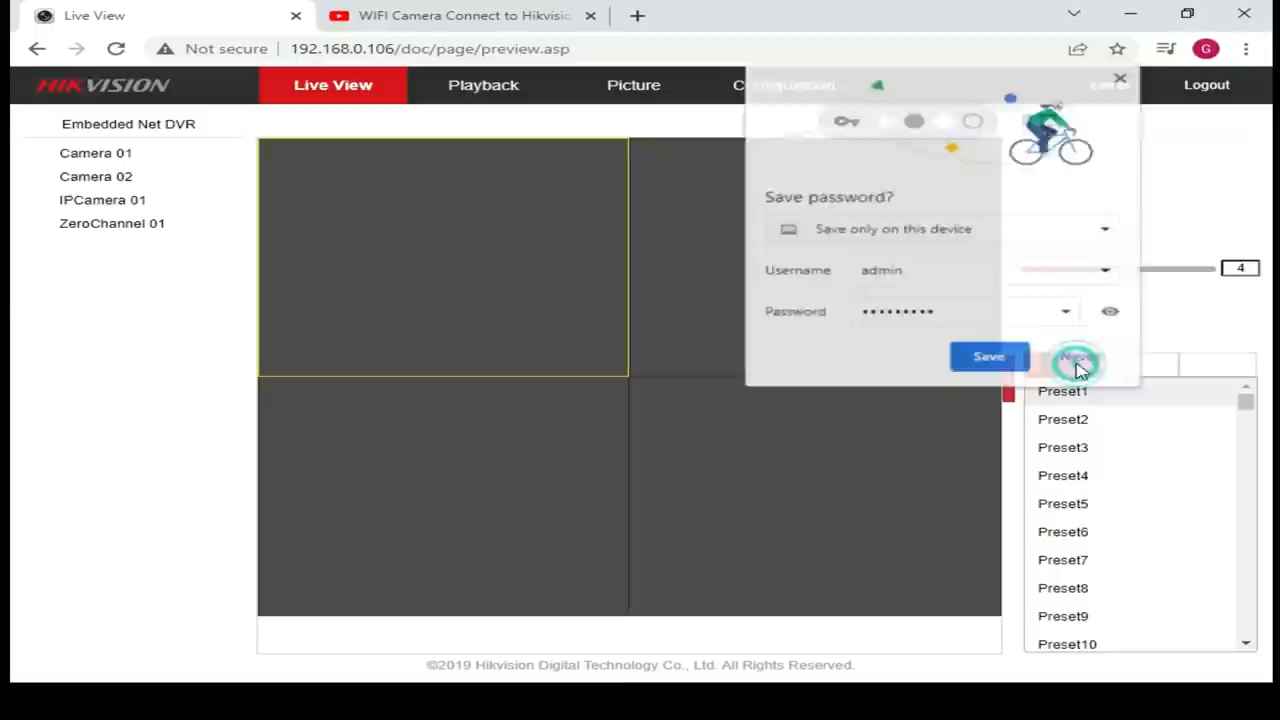 Live View
WIFI Camera Connect to Hikvisio
Not secure
192.168.0.106/doc/page/preview.asp
G
HIKVISION
Live View
Playback
Picture
Logout
Embedded Net DVR
Camera 01
Camera 02
IPCamera 01
ZeroChannel 01
Save password?
Save only on this device
Username
admin
Password
•••••••••
Save
Never
4
Preset1
Preset2
Preset3
Preset4
Preset5
Preset6
Preset7
Preset8
Preset9
Preset10
©2019 Hikvision Digital Technology Co., Ltd. All Rights Reserved.